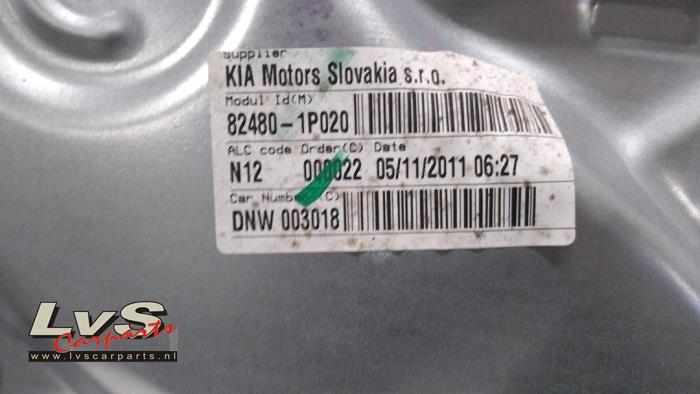 Supplier
KIA Motors Slovakia s.r.o.
Modul Id(M)
82480-1P020
ALC code Order(C) Date
N12 000022 05/11/2011 06:27
Car Number (C)
DNW 003018
LvS
Carparts
www.lvscarparts.nl